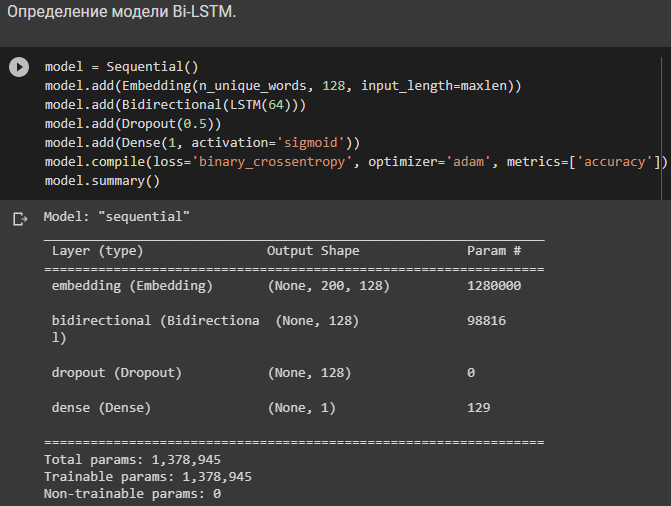 Определение модели Bi-LSTM.
model = Sequential()
model.add(Embedding(n_unique_words, 128, input_length=maxlen))
model.add(Bidirectional(LSTM(64)))
model.add(Dropout(0.5))
model.add(Dense(1, activation='sigmoid'))
model.compile(loss='binary_crossentropy', optimizer='adam', metrics=['accuracy'])
model.summary()
Model: "sequential"
_________________________________________________________________
Layer (type) Output Shape Param #
=================================================================
embedding (Embedding) (None, 200, 128) 1280000
bidirectional (Bidirectiona (None, 128) 98816
l)
dropout (Dropout) (None, 128) 0
dense (Dense) (None, 1) 129
=================================================================
Total params: 1,378,945
Trainable params: 1,378,945
Non-trainable params: 0